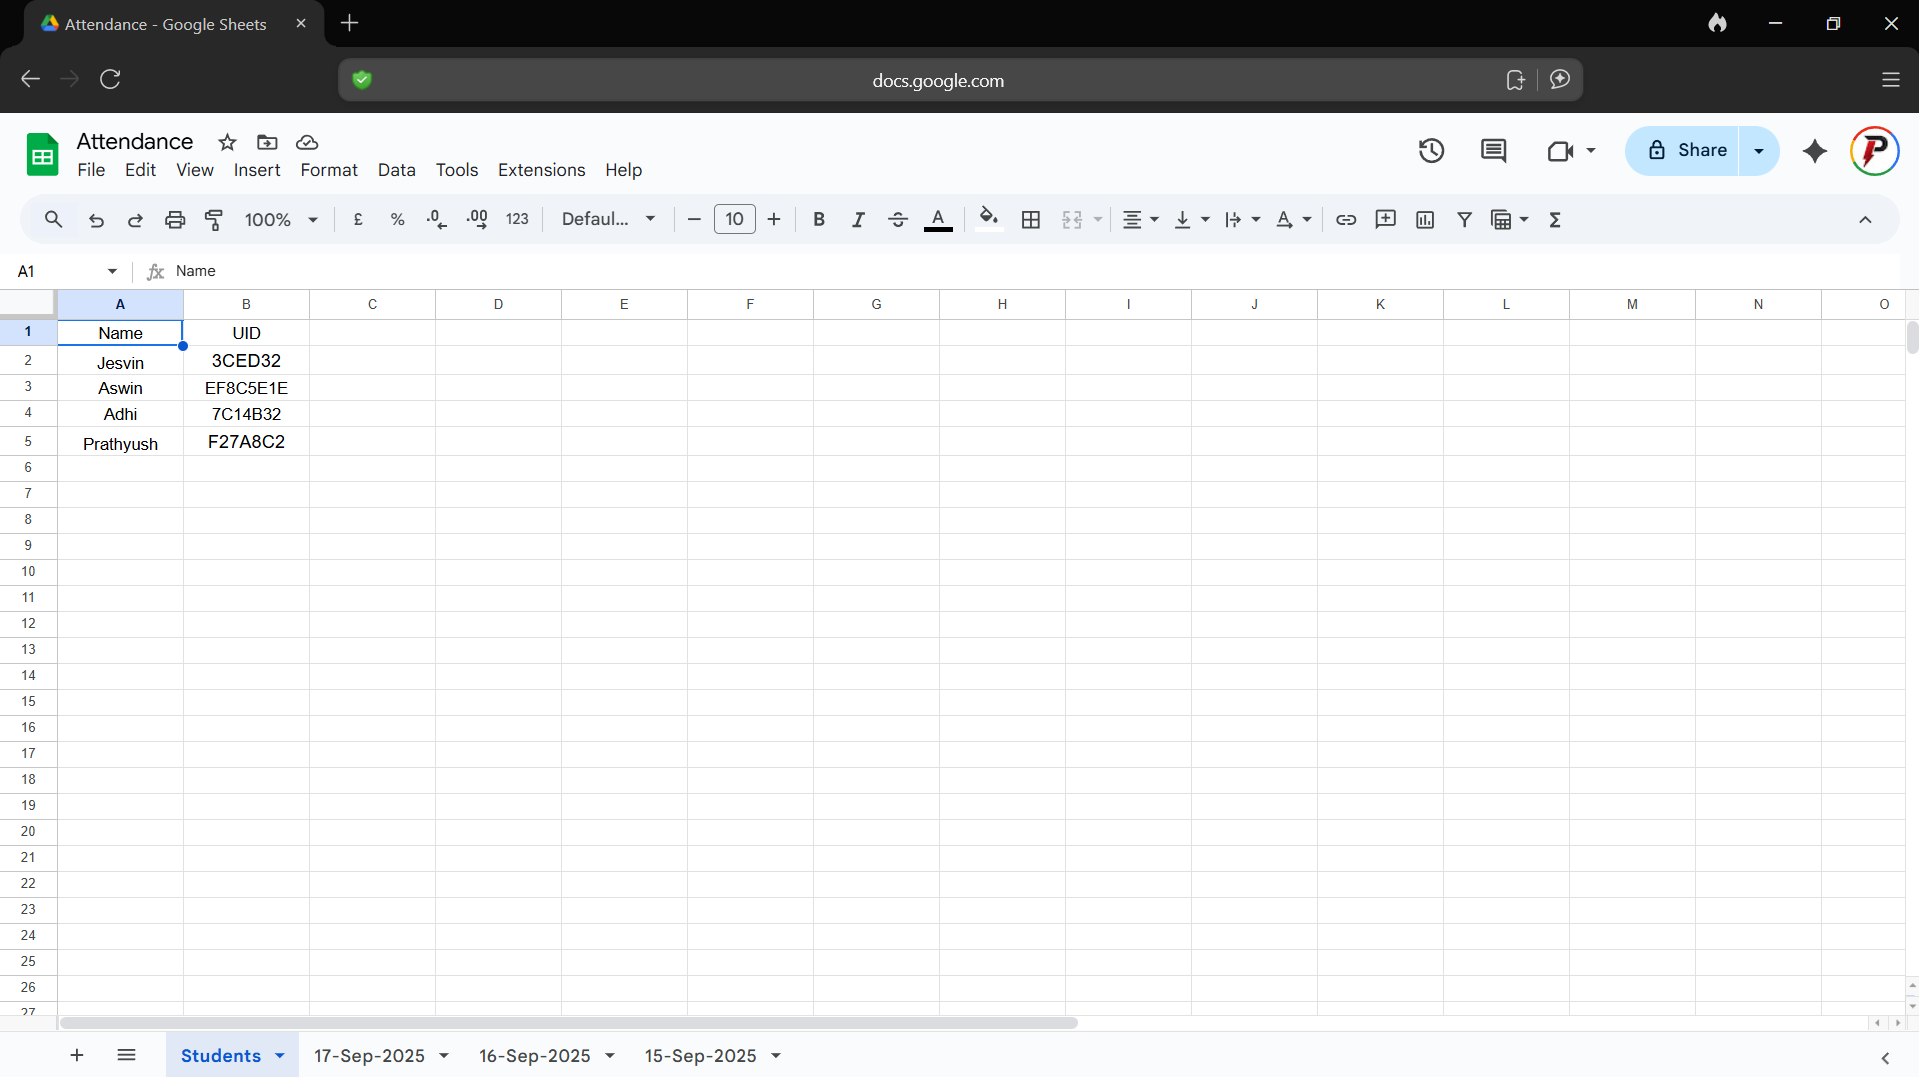 Attendance - Google Sheets
docs.google.com
Attendance
File Edit View Insert Format Data Tools Extensions Help
Share
100% £ % .0 .00 123 Defaul... 10 B I S A Σ
A1 fx Name
A B C D E F G H I J K L M N O
1 Name UID
2 Jesvin 3CED32
3 Aswin EF8C5E1E
4 Adhi 7C14B32
5 Prathyush F27A8C2
6
7
8
9
10
11
12
13
14
15
16
17
18
19
20
21
22
23
24
25
26
27
Students 17-Sep-2025 16-Sep-2025 15-Sep-2025